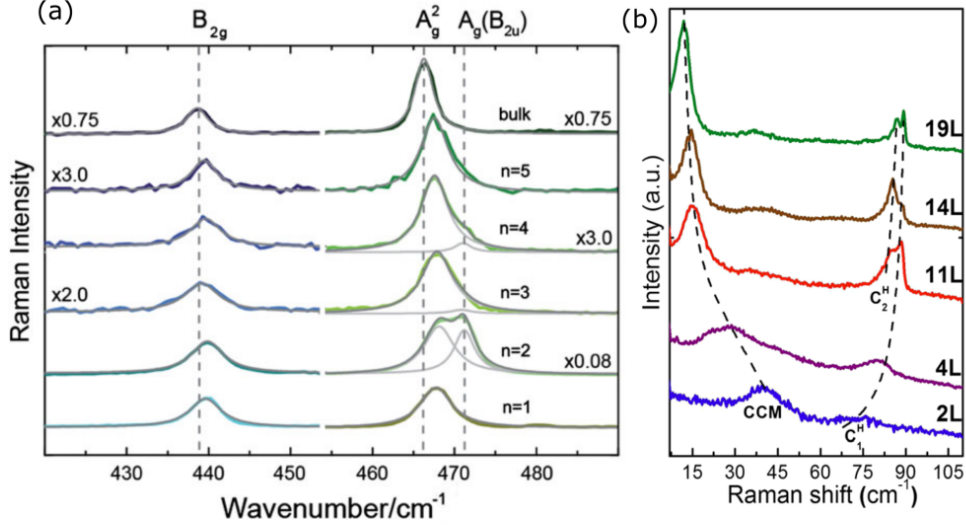 (a)
B2g
A²g
Ag(B2u)
x0.75
bulk
x0.75
x3.0
n=5
n=4
x3.0
x2.0
n=3
n=2
x0.08
n=1
Raman Intensity
430 440 450 460 470 480
Wavenumber/cm⁻¹
(b)
19L
14L
11L
C₂ᴴ
4L
2L
CCM
C₁ᴴ
Intensity (a.u.)
15 30 45 60 70 90 105
Raman shift (cm⁻¹)